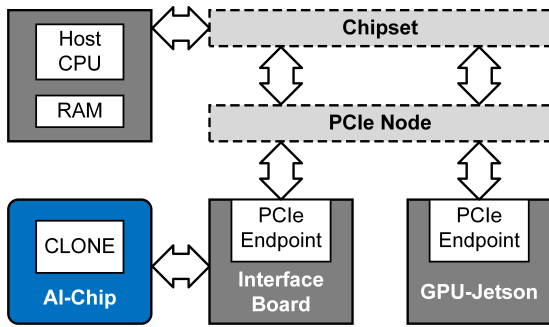 Host
CPU
RAM
Chipset
PCIe Node
CLONE
AI-Chip
PCIe
Endpoint
Interface
Board
PCIe
Endpoint
GPU-Jetson